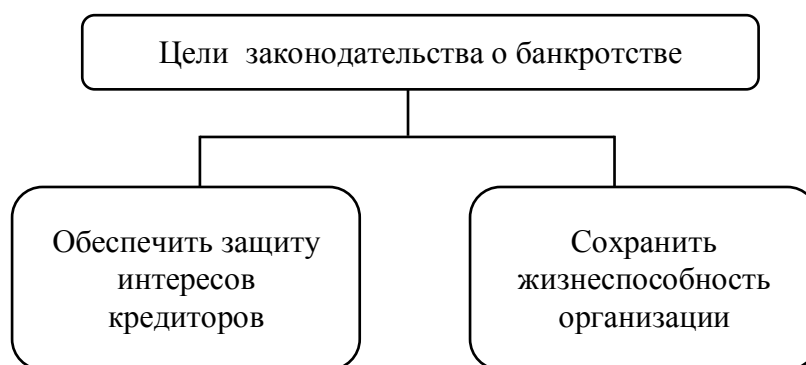 Цели законодательства о банкротстве
Обеспечить защиту
интересов
кредиторов
Сохранить
жизнеспособность
организации